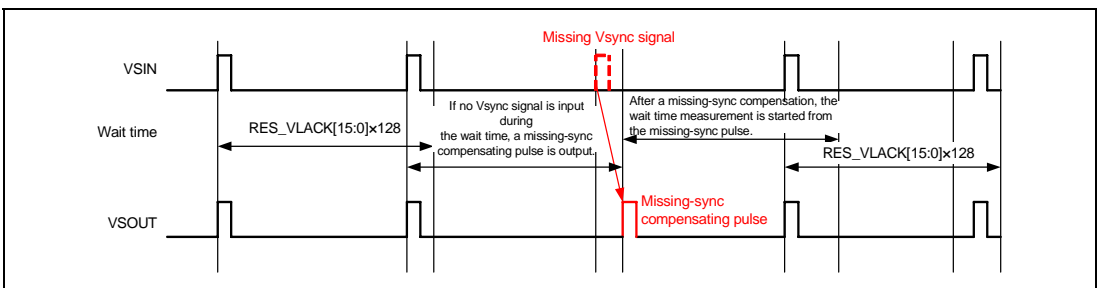 Missing Vsync signal
VSIN
If no Vsync signal is input
during
the wait time, a missing-sync
compensating pulse is output.
After a missing-sync compensation, the
wait time measurement is started from
the missing-sync pulse.
Wait time
RES_VLACK[15:0]×128
RES_VLACK[15:0]×128
Missing-sync
compensating pulse
VSOUT